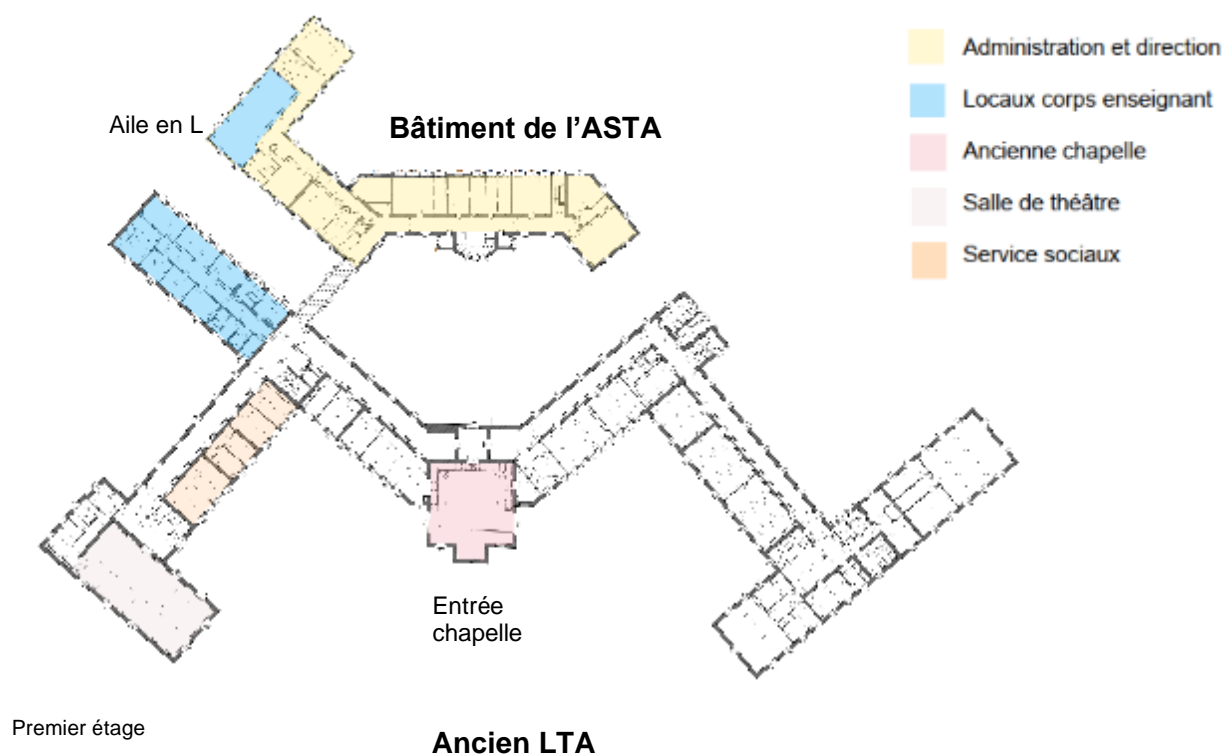 Administration et direction
Locaux corps enseignant
Ancienne chapelle
Salle de théâtre
Service sociaux
Aile en L
Bâtiment de l'ASTA
Entrée
chapelle
Premier étage
Ancien LTA